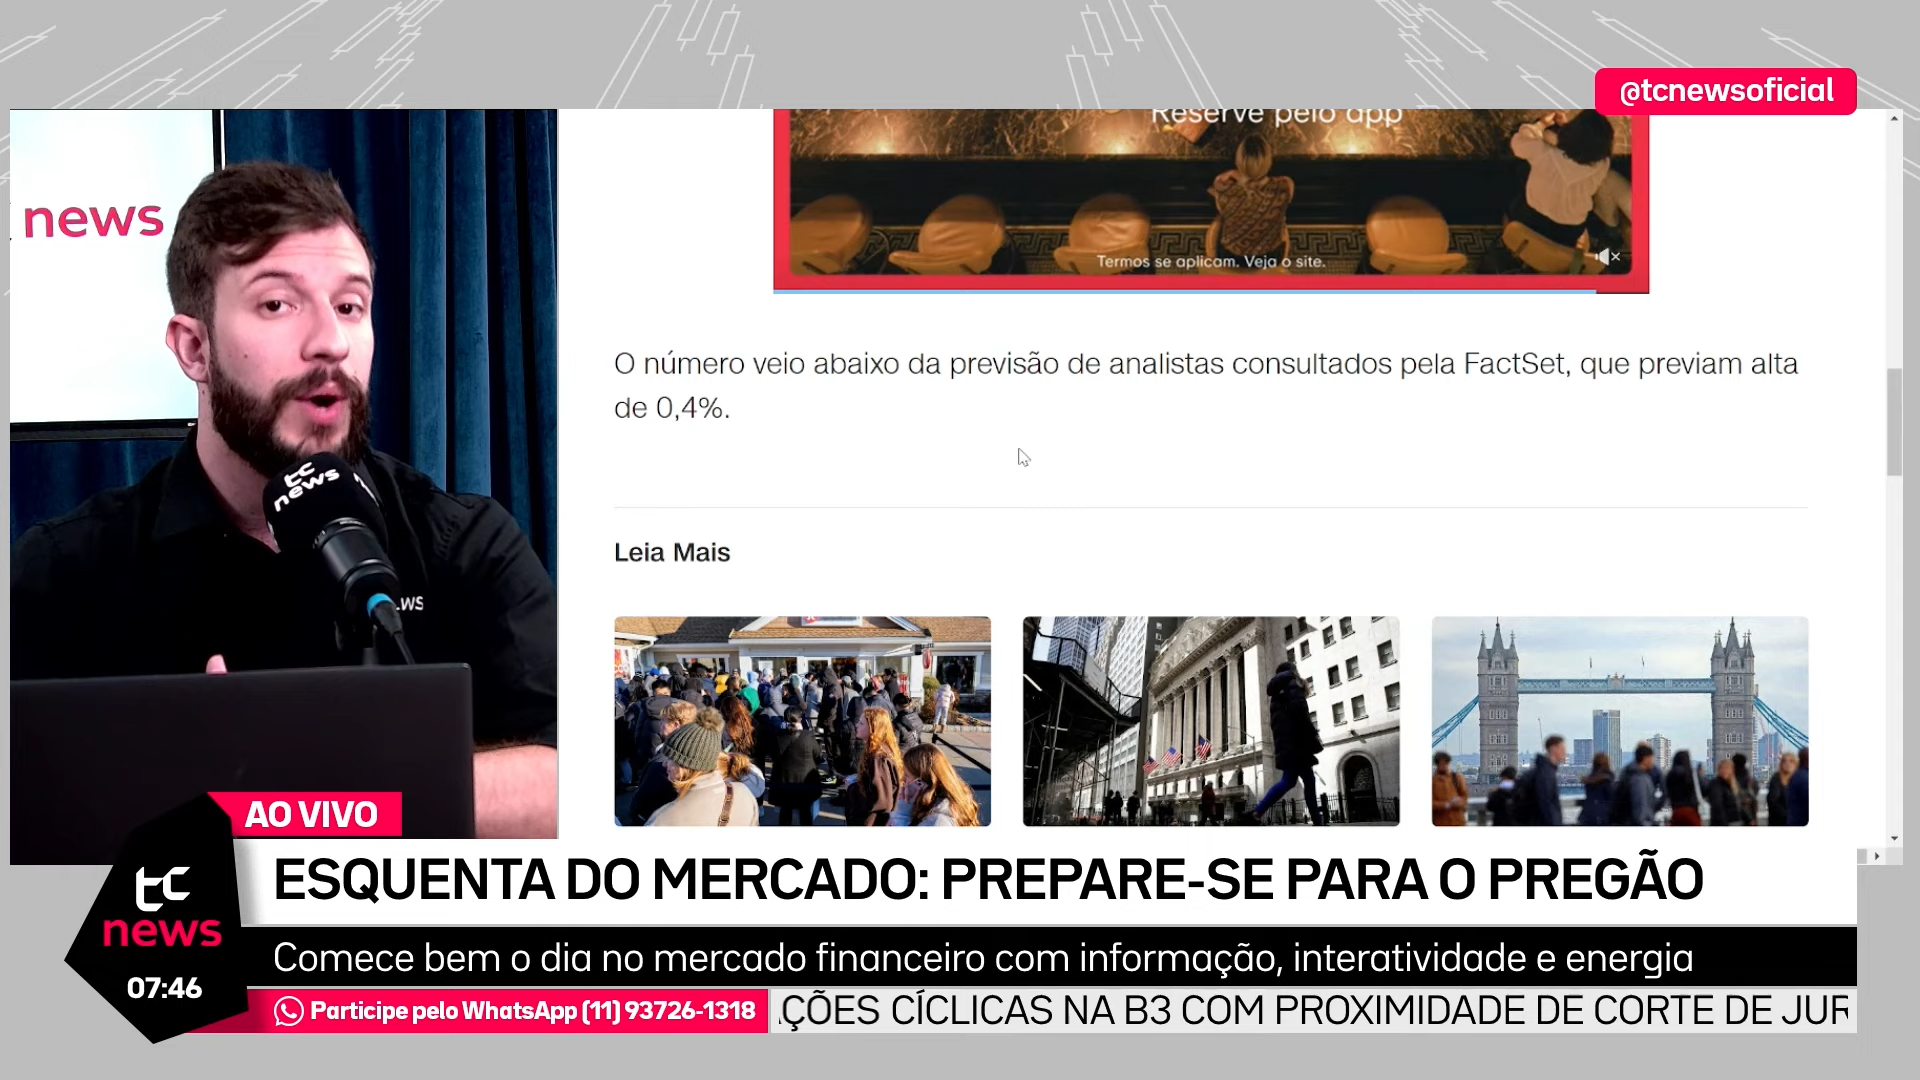 @tcnewsoficial
Reserve pelo app
news
Termos se aplicam. Veja o site.
O número veio abaixo da previsão de analistas consultados pela FactSet, que previam alta
de 0,4%.
tc
news
Leia Mais
AO VIVO
ESQUENTA DO MERCADO: PREPARE-SE PARA O PREGÃO
tc
news
Comece bem o dia no mercado financeiro com informação, interatividade e energia
07:46
Participe pelo WhatsApp (11) 93726-1318
ÇÕES CÍCLICAS NA B3 COM PROXIMIDADE DE CORTE DE JUR